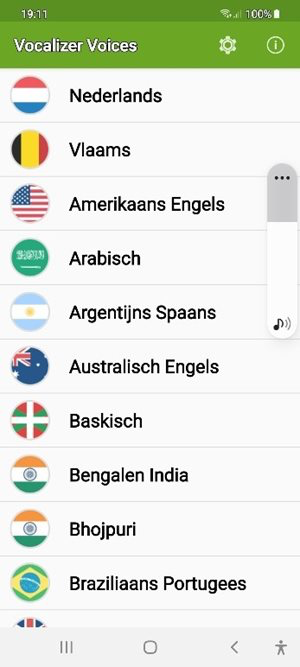 19:11
100%
Vocalizer Voices
Nederlands
Vlaams
Amerikaans Engels
Arabisch
Argentijns Spaans
Australisch Engels
Baskisch
Bengalen India
Bhojpuri
Braziliaans Portugees